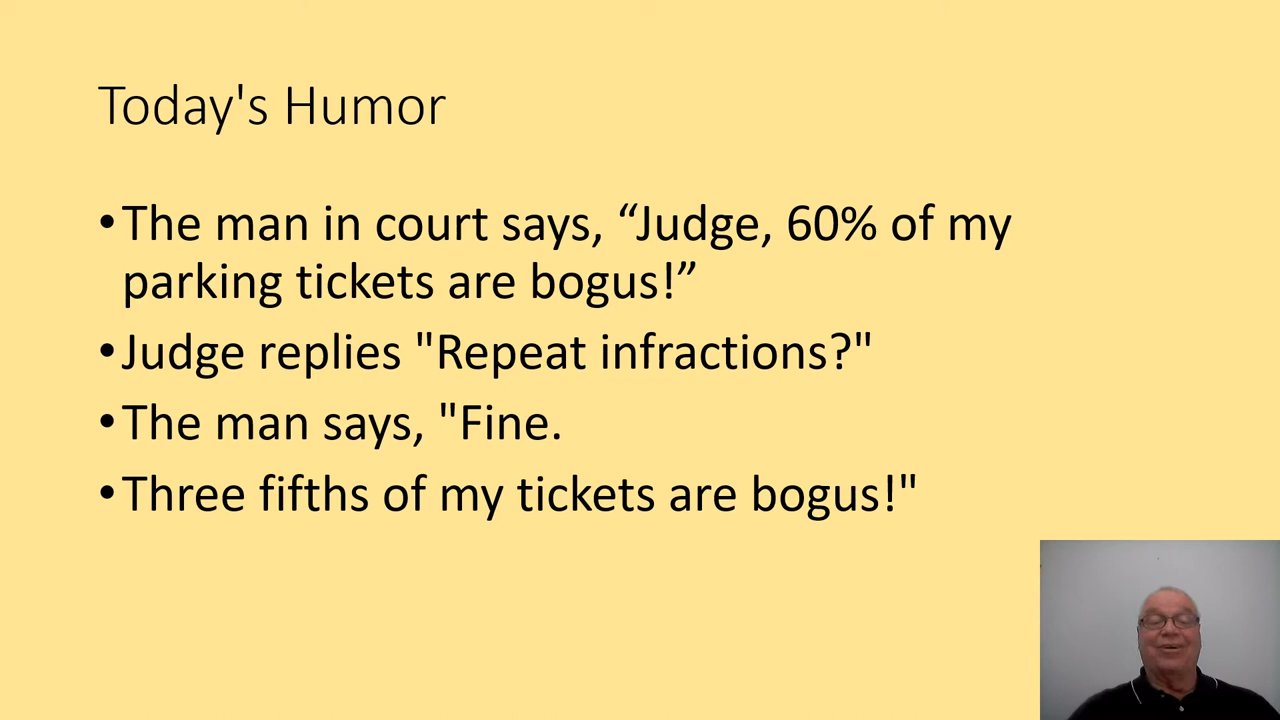 Today's Humor
•The man in court says, “Judge, 60% of my
parking tickets are bogus!”
•Judge replies "Repeat infractions?"
•The man says, "Fine.
•Three fifths of my tickets are bogus!"